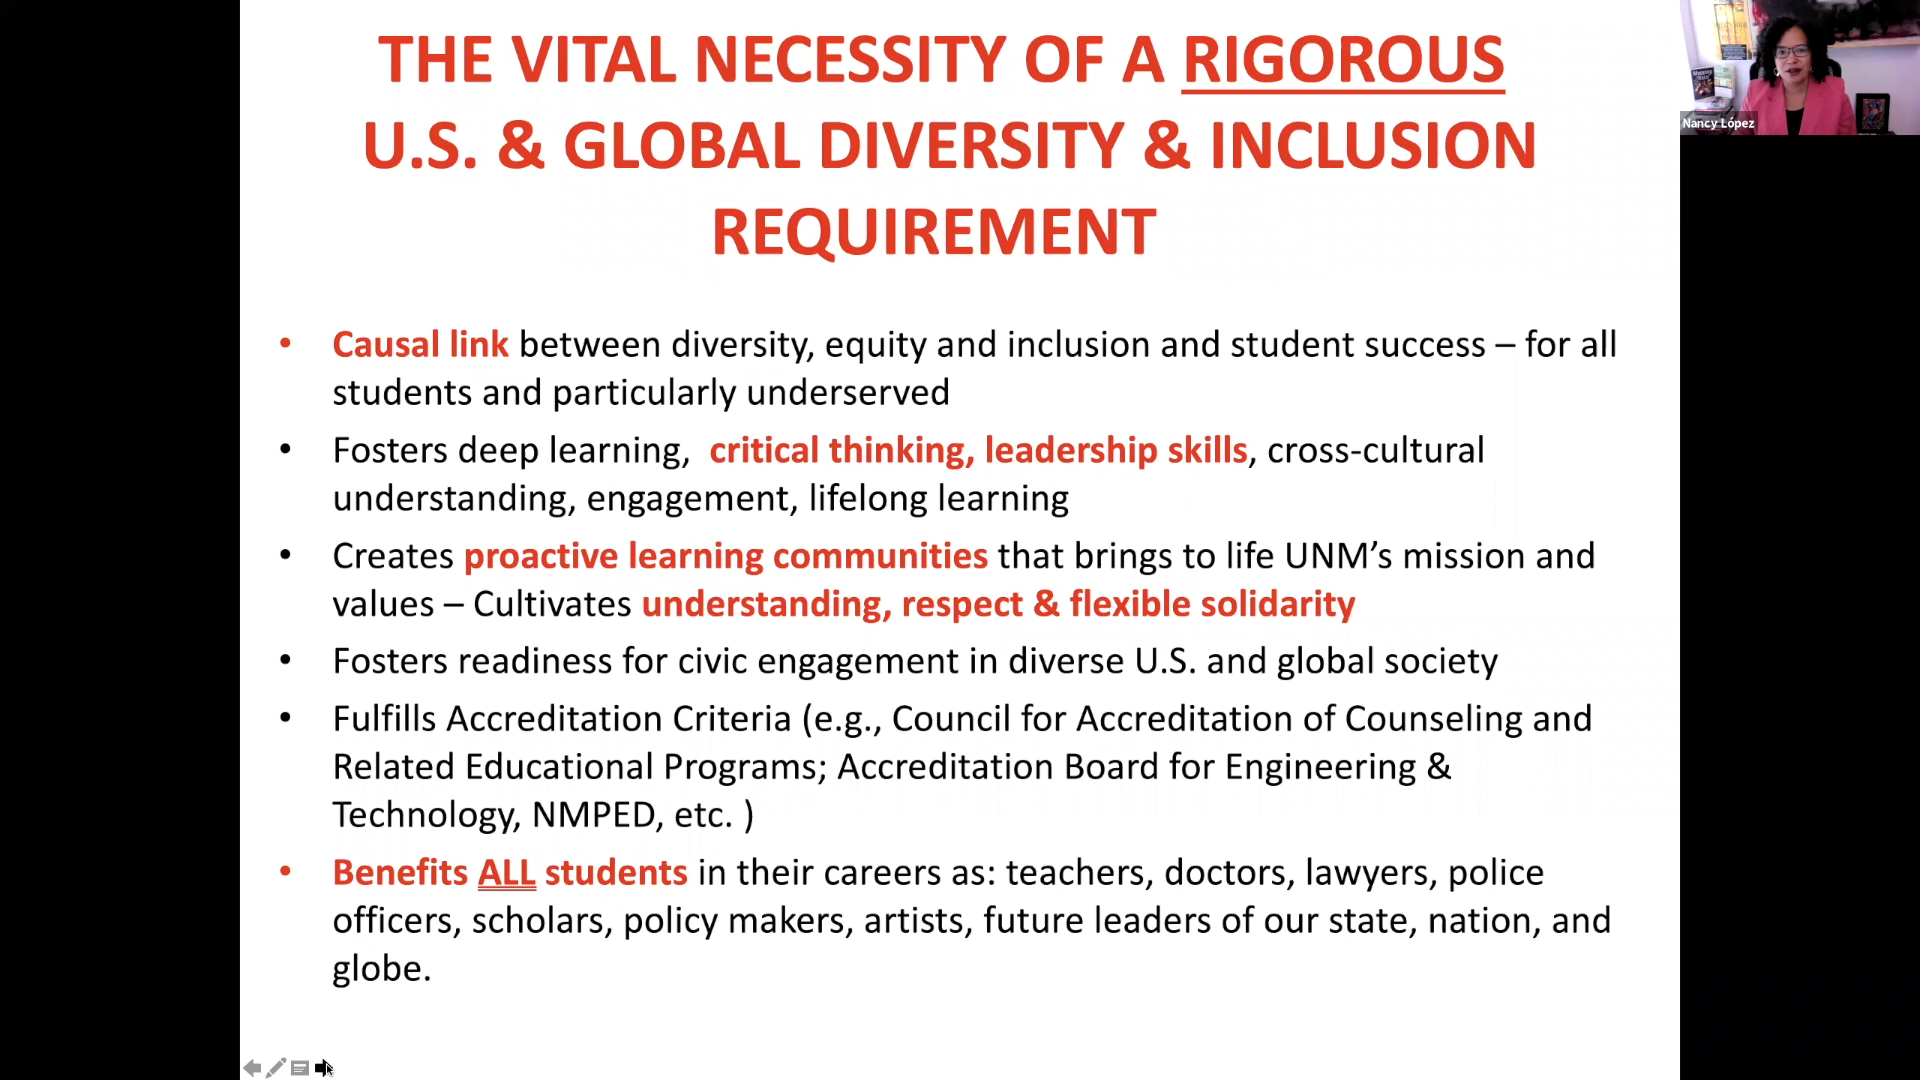 THE VITAL NECESSITY OF A RIGOROUS
U.S. & GLOBAL DIVERSITY & INCLUSION
REQUIREMENT
• Causal link between diversity, equity and inclusion and student success – for all
students and particularly underserved
• Fosters deep learning,  critical thinking, leadership skills, cross-cultural
understanding, engagement, lifelong learning
• Creates proactive learning communities that brings to life UNM’s mission and
values – Cultivates understanding, respect & flexible solidarity
• Fosters readiness for civic engagement in diverse U.S. and global society
• Fulfills Accreditation Criteria (e.g., Council for Accreditation of Counseling and
Related Educational Programs; Accreditation Board for Engineering &
Technology, NMPED, etc. )
• Benefits ALL students in their careers as: teachers, doctors, lawyers, police
officers, scholars, policy makers, artists, future leaders of our state, nation, and
globe.
Nancy López